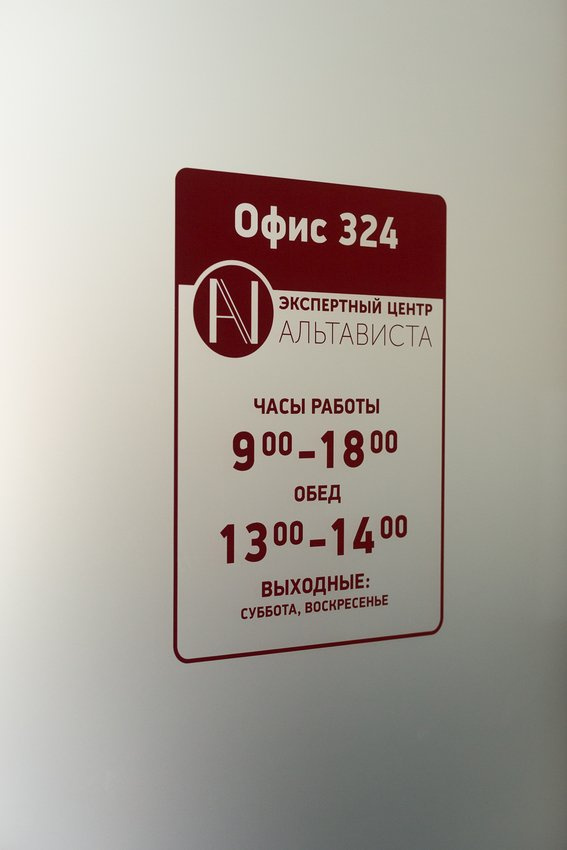 Офис 324
ЭКСПЕРТНЫЙ ЦЕНТР
АЛЬТАВИСТА
ЧАСЫ РАБОТЫ
9⁰⁰-18⁰⁰
ОБЕД
13⁰⁰-14⁰⁰
ВЫХОДНЫЕ:
СУББОТА, ВОСКРЕСЕНЬЕ